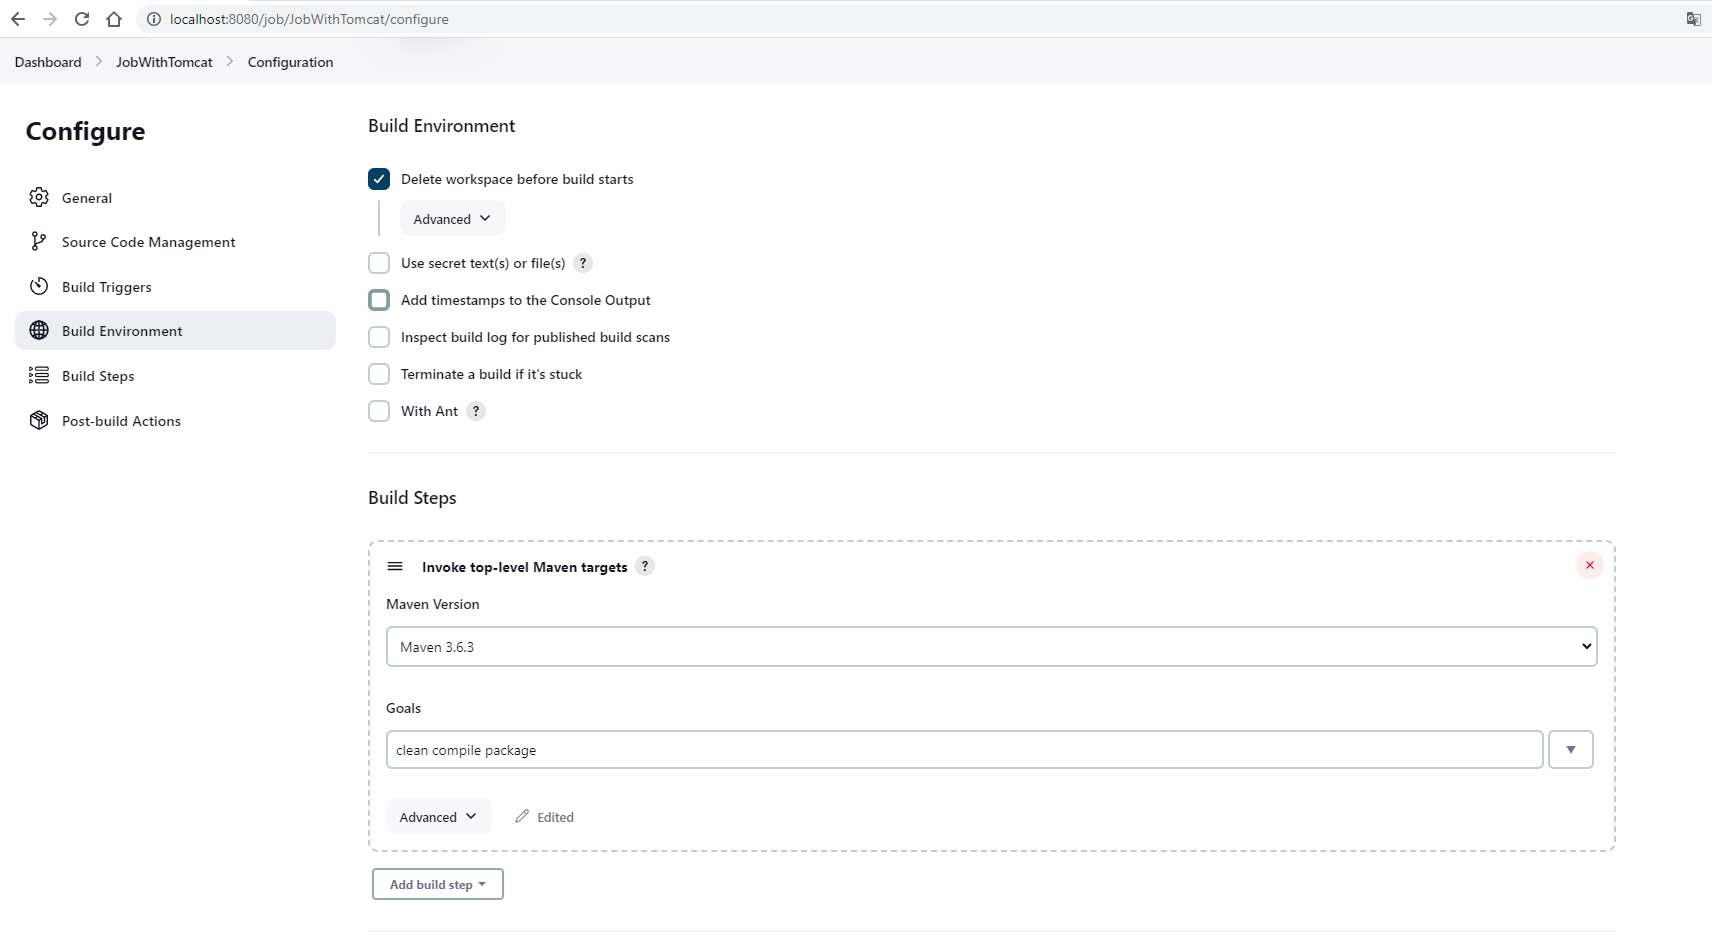 localhost:8080/job/JobWithTomcat/configure
Dashboard > JobWithTomcat > Configuration
Configure
General
Source Code Management
Build Triggers
Build Environment
Build Steps
Post-build Actions
Build Environment
Delete workspace before build starts
Advanced
Use secret text(s) or file(s) ?
Add timestamps to the Console Output
Inspect build log for published build scans
Terminate a build if it's stuck
With Ant ?
Build Steps
Invoke top-level Maven targets ?
Maven Version
Maven 3.6.3
Goals
clean compile package
Advanced
Edited
Add build step